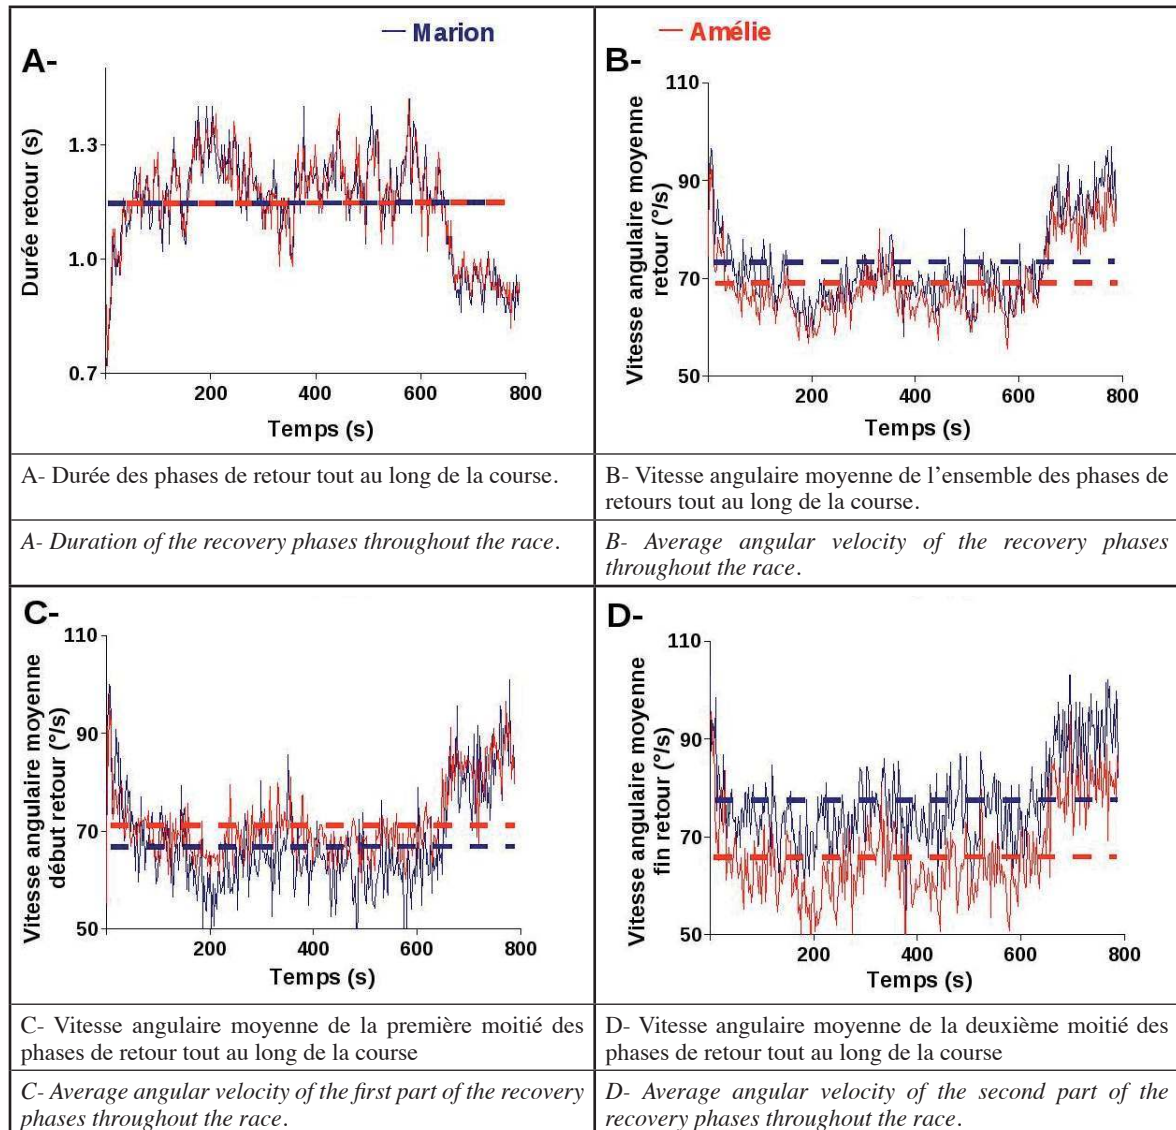 — Marion
— Amélie
A-
Durée retour (s)
1.3
1.0
0.7
200
400
600
800
Temps (s)
B-
Vitesse angulaire moyenne
retour (°/s)
110
90
70
50
200
400
600
800
Temps (s)
A- Durée des phases de retour tout au long de la course.
B- Vitesse angulaire moyenne de l’ensemble des phases de
retours tout au long de la course.
A- Duration of the recovery phases throughout the race.
B- Average angular velocity of the recovery phases
throughout the race.
C-
Vitesse angulaire moyenne
début retour (°/s)
110
90
70
50
200
400
600
800
Temps (s)
D-
Vitesse angulaire moyenne
fin retour (°/s)
110
90
70
50
200
400
600
800
Temps (s)
C- Vitesse angulaire moyenne de la première moitié des
phases de retour tout au long de la course
D- Vitesse angulaire moyenne de la deuxième moitié des
phases de retour tout au long de la course
C- Average angular velocity of the first part of the recovery
phases throughout the race.
D- Average angular velocity of the second part of the
recovery phases throughout the race.